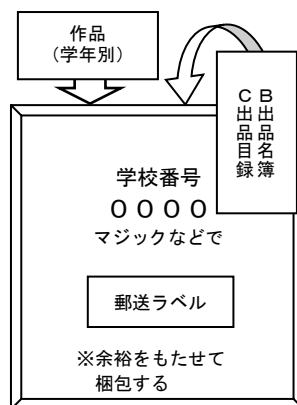 作品
(学年別)
Ｂ出品名簿
Ｃ出品目録
学校番号
００００
マジックなどで
郵送ラベル
※余裕をもたせて
梱包する